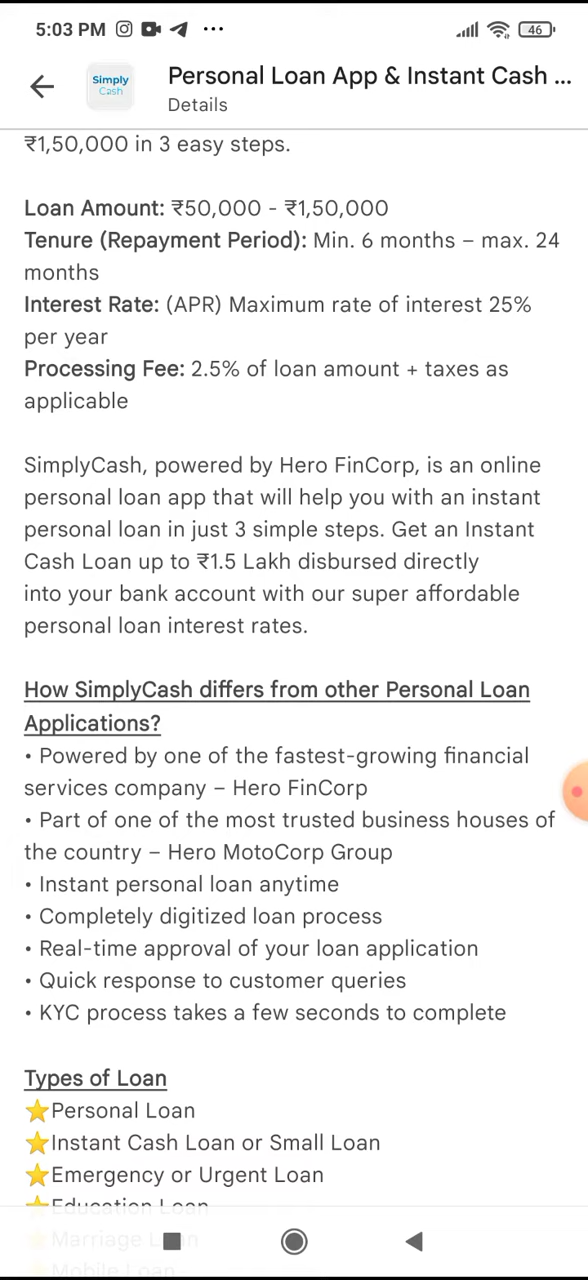 5:03 PM ... 46
Simply
Cash
Personal Loan App & Instant Cash ...
Details
₹1,50,000 in 3 easy steps.
Loan Amount: ₹50,000 - ₹1,50,000
Tenure (Repayment Period): Min. 6 months – max. 24
months
Interest Rate: (APR) Maximum rate of interest 25%
per year
Processing Fee: 2.5% of loan amount + taxes as
applicable
SimplyCash, powered by Hero FinCorp, is an online
personal loan app that will help you with an instant
personal loan in just 3 simple steps. Get an Instant
Cash Loan up to ₹1.5 Lakh disbursed directly
into your bank account with our super affordable
personal loan interest rates.
How SimplyCash differs from other Personal Loan
Applications?
• Powered by one of the fastest-growing financial
services company – Hero FinCorp
• Part of one of the most trusted business houses of
the country – Hero MotoCorp Group
• Instant personal loan anytime
• Completely digitized loan process
• Real-time approval of your loan application
• Quick response to customer queries
• KYC process takes a few seconds to complete
Types of Loan
⭐Personal Loan
⭐Instant Cash Loan or Small Loan
⭐Emergency or Urgent Loan
⭐Education Loan
⭐Marriage Loan
Mobile Loan